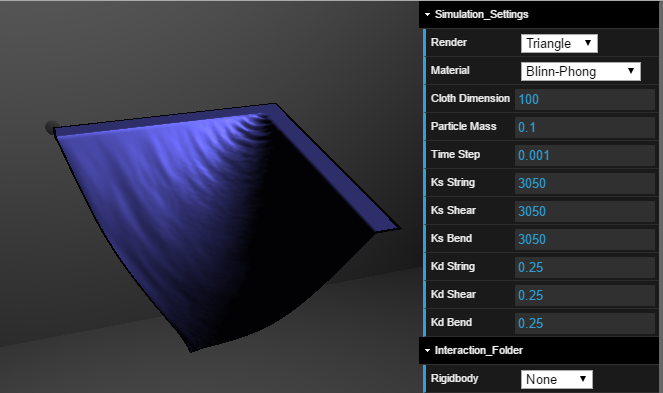 Simulation_Settings
Render Triangle
Material Blinn-Phong
Cloth Dimension 100
Particle Mass 0.1
Time Step 0.001
Ks String 3050
Ks Shear 3050
Ks Bend 3050
Kd String 0.25
Kd Shear 0.25
Kd Bend 0.25
Interaction_Folder
Rigidbody None